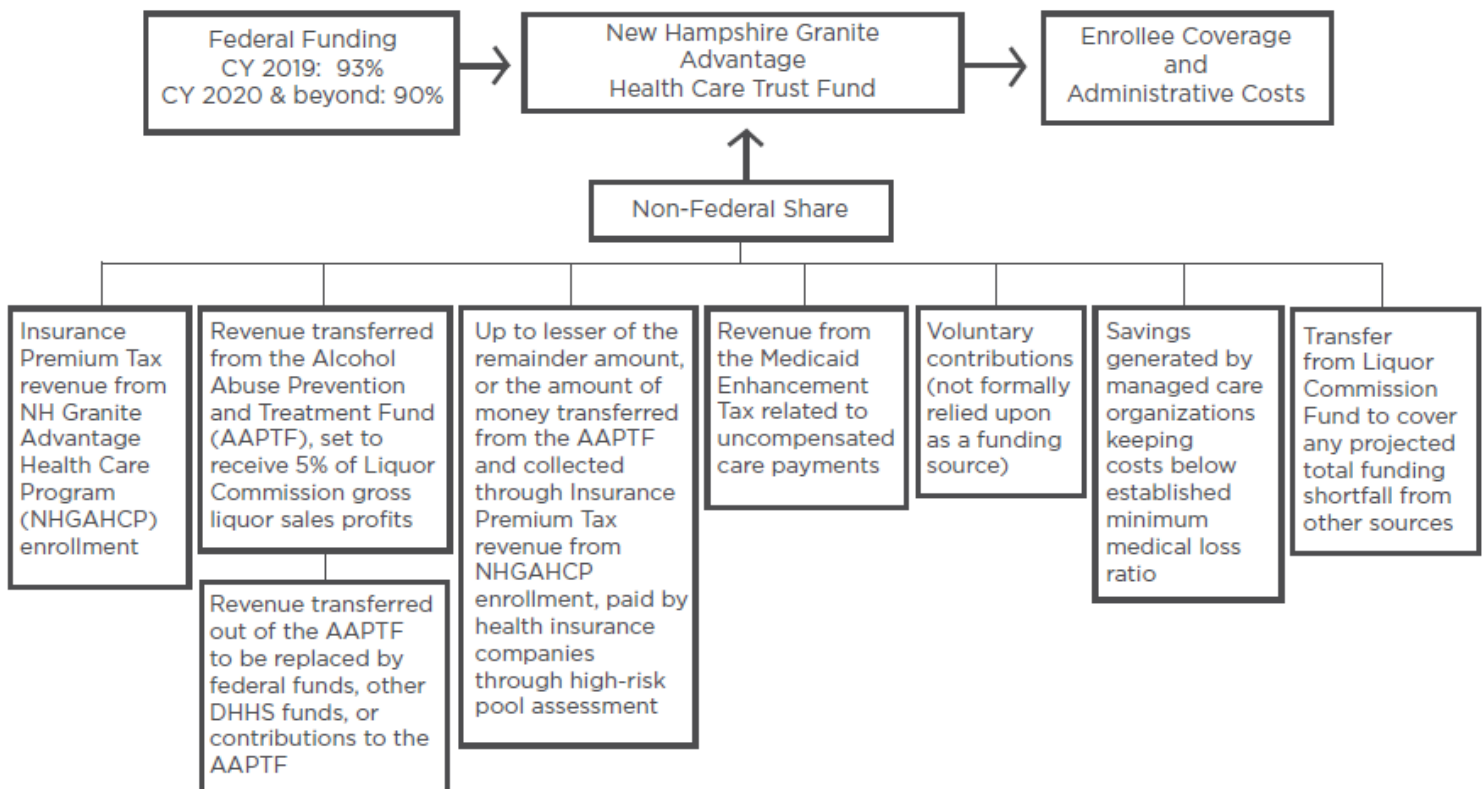 Federal Funding
CY 2019: 93%
CY 2020 & beyond: 90%
New Hampshire Granite
Advantage
Health Care Trust Fund
Enrollee Coverage
and
Administrative Costs
Non-Federal Share
Insurance
Premium Tax
revenue from
NH Granite
Advantage
Health Care
Program
(NHGAHCP)
enrollment
Revenue transferred
from the Alcohol
Abuse Prevention
and Treatment Fund
(AAPTF), set to
receive 5% of Liquor
Commission gross
liquor sales profits
Revenue transferred
out of the AAPTF
to be replaced by
federal funds, other
DHHS funds, or
contributions to the
AAPTF
Up to lesser of the
remainder amount,
or the amount of
money transferred
from the AAPTF
and collected
through Insurance
Premium Tax
revenue from
NHGAHCP
enrollment, paid by
health insurance
companies
through high-risk
pool assessment
Revenue from
the Medicaid
Enhancement
Tax related to
uncompensated
care payments
Voluntary
contributions
(not formally
relied upon
as a funding
source)
Savings
generated by
managed care
organizations
keeping
costs below
established
minimum
medical loss
ratio
Transfer
from Liquor
Commission
Fund to cover
any projected
total funding
shortfall from
other sources